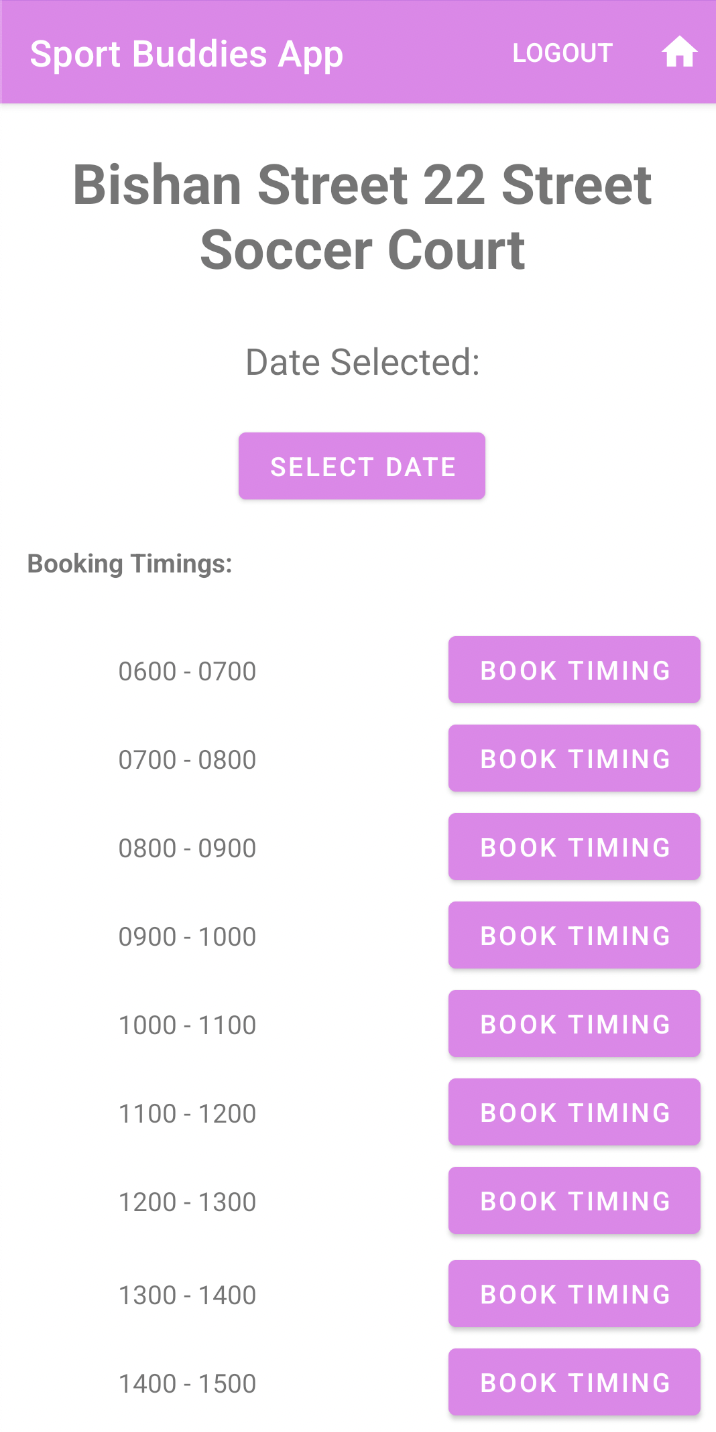 Sport Buddies App LOGOUT
Bishan Street 22 Street
Soccer Court
Date Selected:
SELECT DATE
Booking Timings:
0600 - 0700 BOOK TIMING
0700 - 0800 BOOK TIMING
0800 - 0900 BOOK TIMING
0900 - 1000 BOOK TIMING
1000 - 1100 BOOK TIMING
1100 - 1200 BOOK TIMING
1200 - 1300 BOOK TIMING
1300 - 1400 BOOK TIMING
1400 - 1500 BOOK TIMING